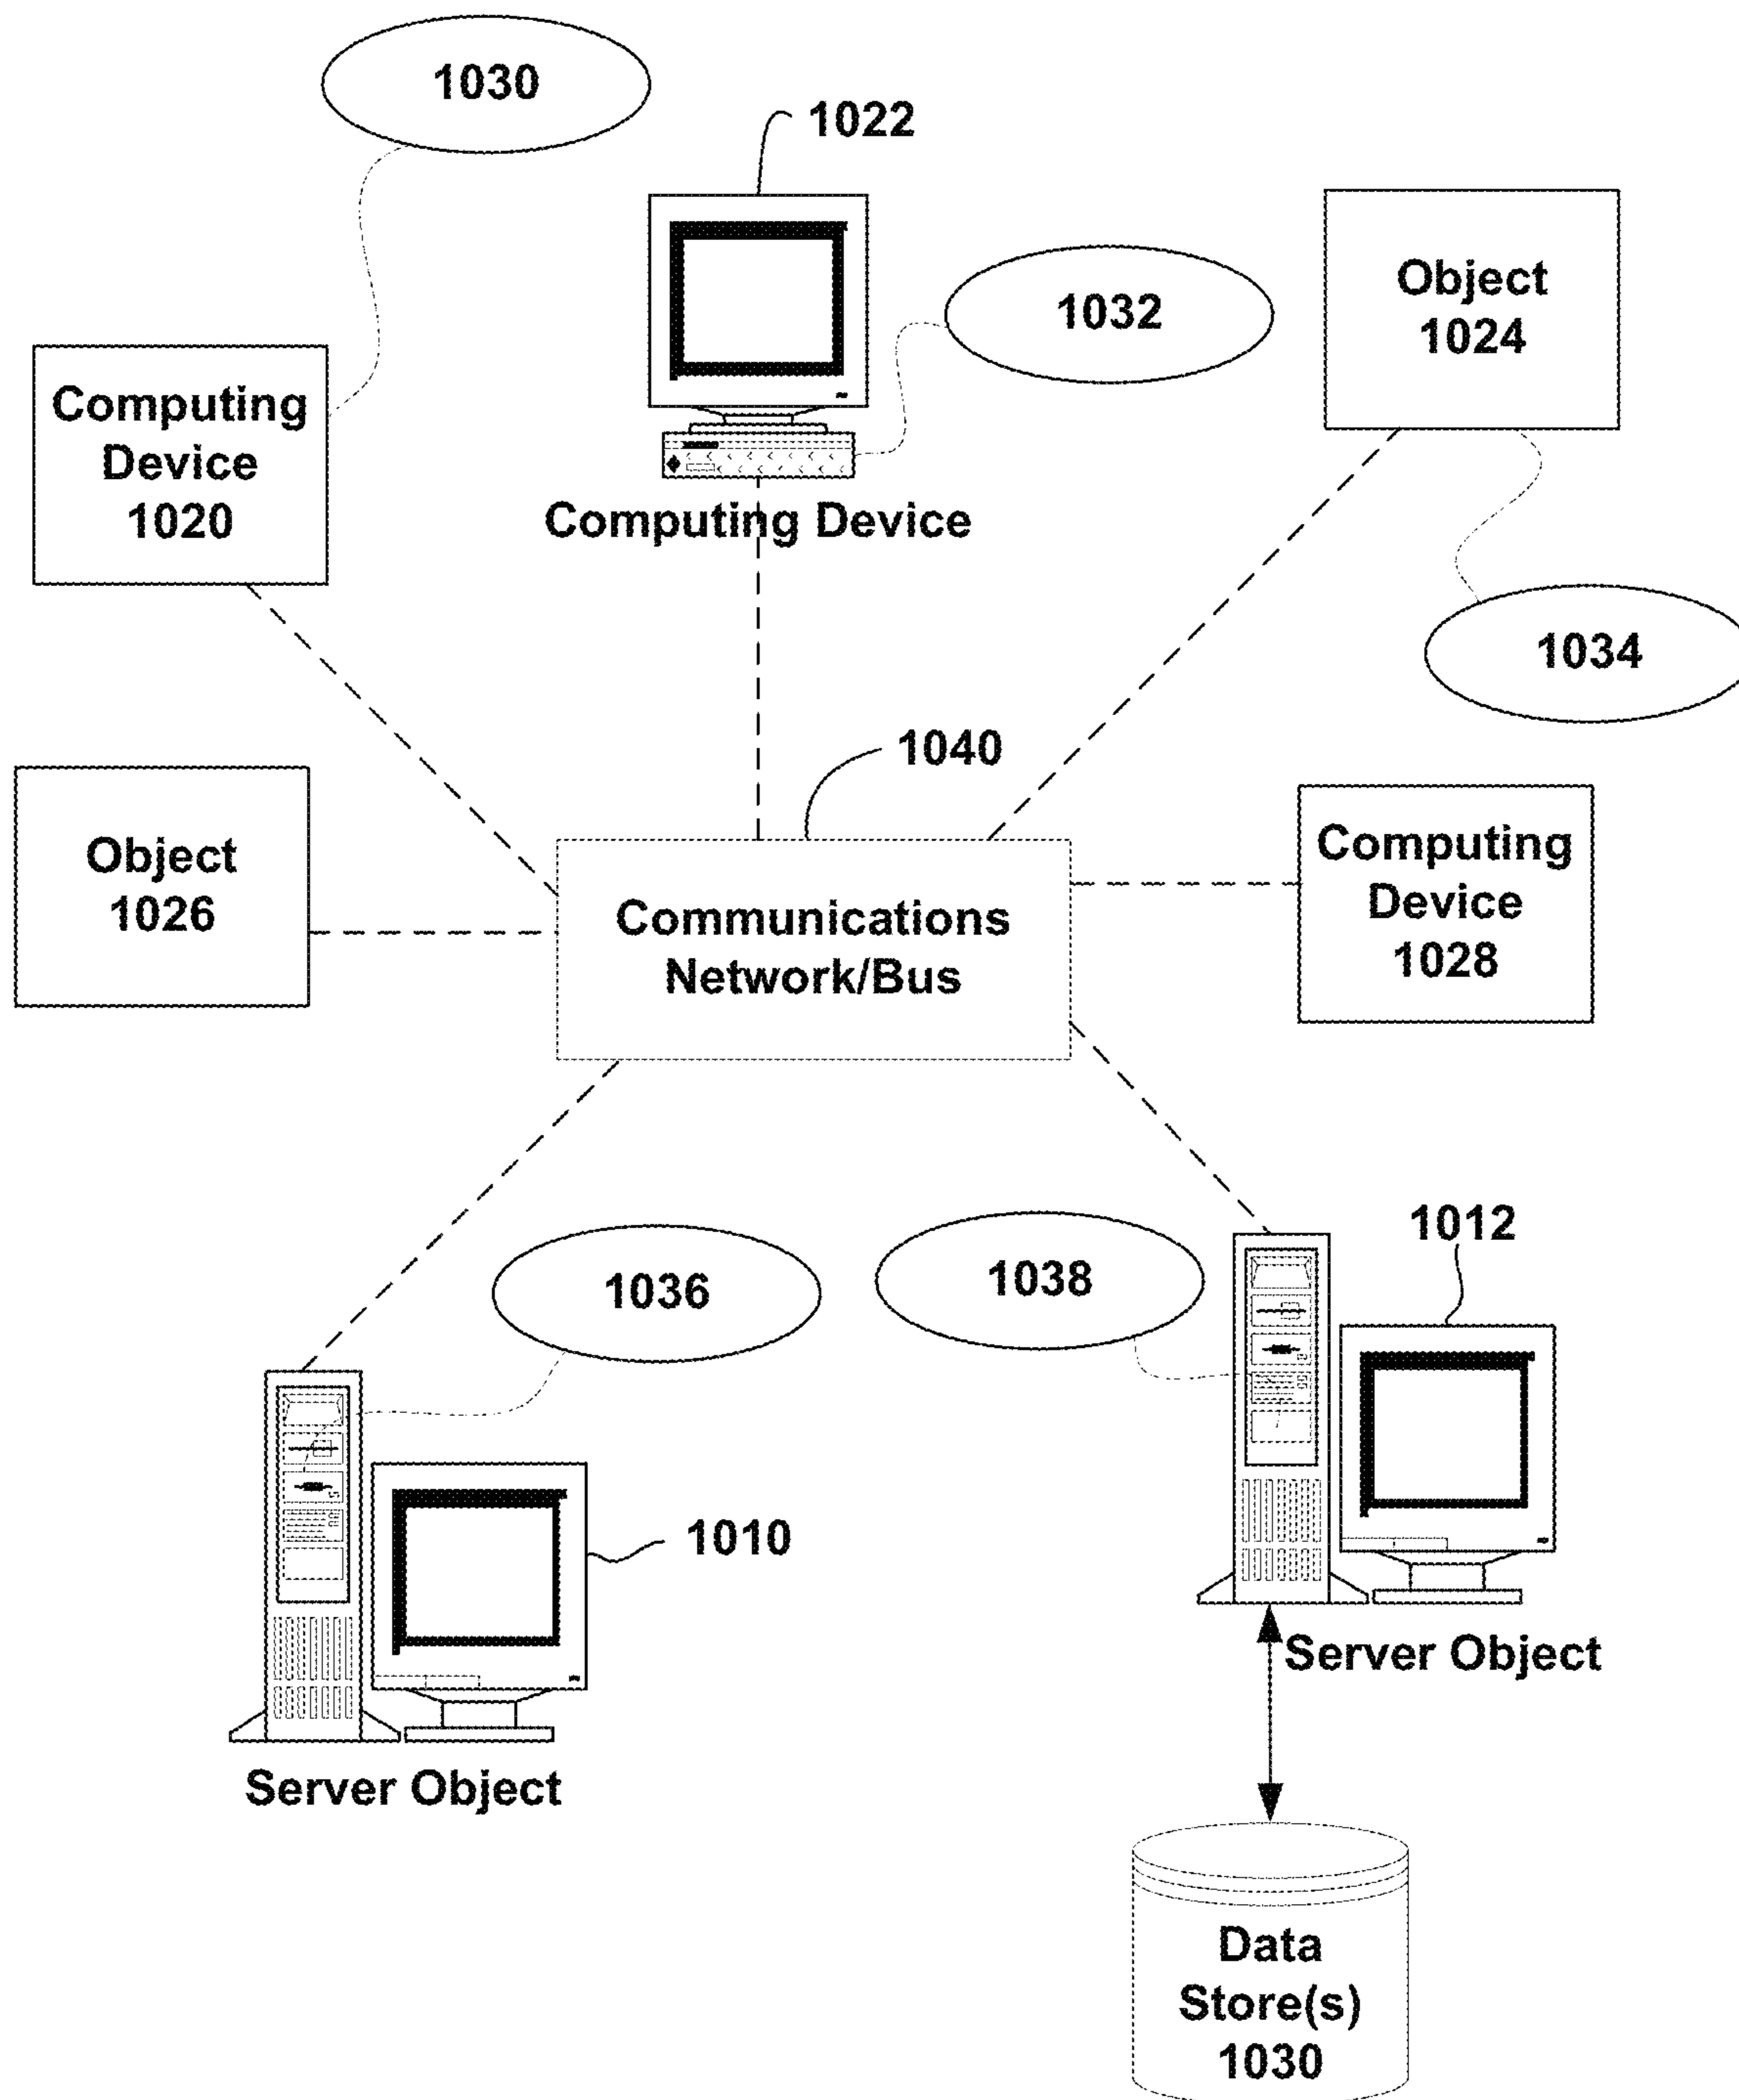 1030
1022
1032
Object
1024
Computing
Device
1020
Computing Device
1034
1040
Object
1026
Computing
Device
1028
Communications
Network/Bus
1036
1038
1012
1010
Server Object
Server Object
Data
Store(s)
1030